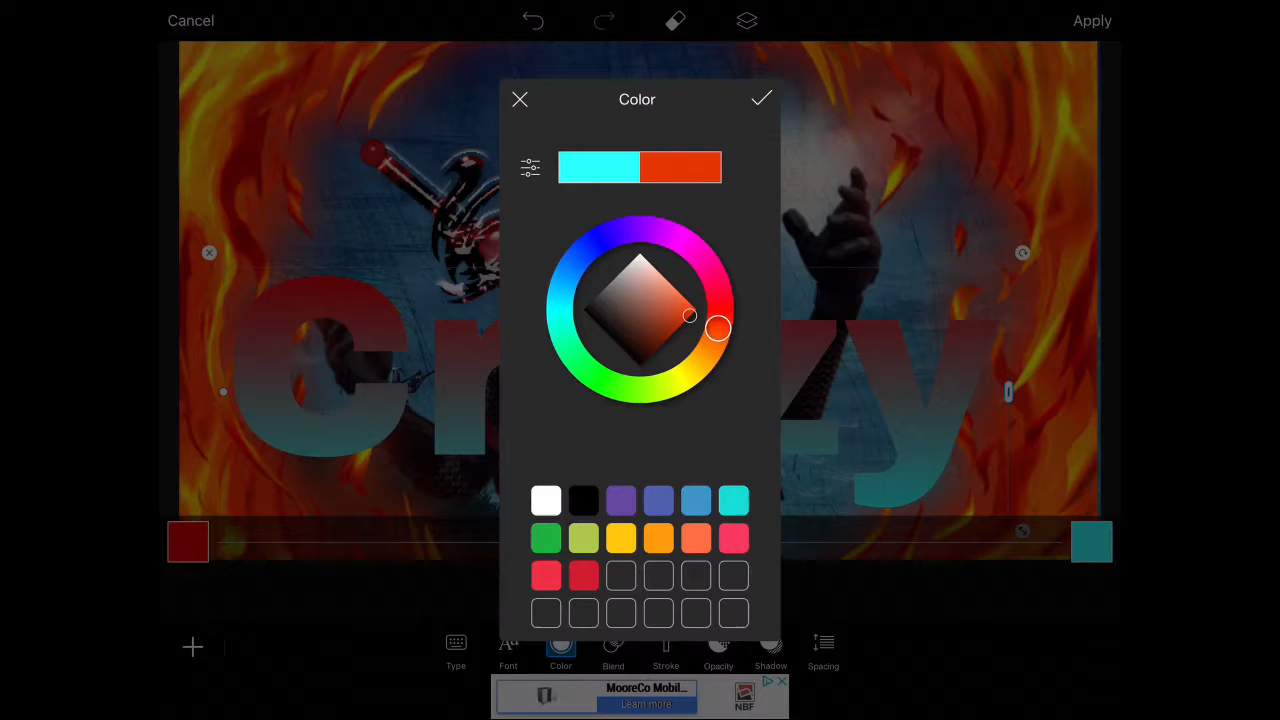 Cancel
Apply
Color
Type
Font
Color
Blend
Stroke
Opacity
Shadow
Spacing
MooreCo Mobil...
Learn more
NBF